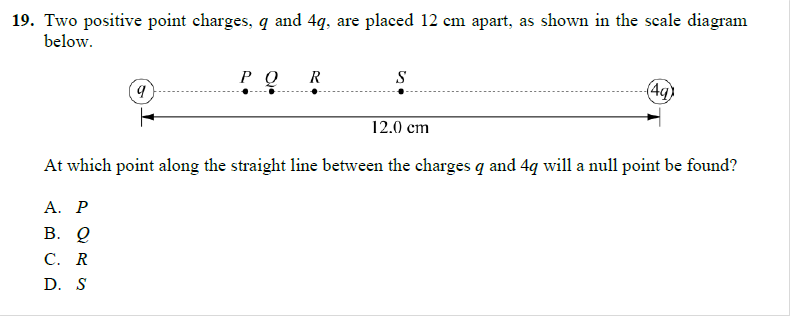 19. Two positive point charges, q and 4q, are placed 12 cm apart, as shown in the scale diagram
below.
P Q R S
q 4q
12.0 cm
At which point along the straight line between the charges q and 4q will a null point be found?
A. P
B. Q
C. R
D. S